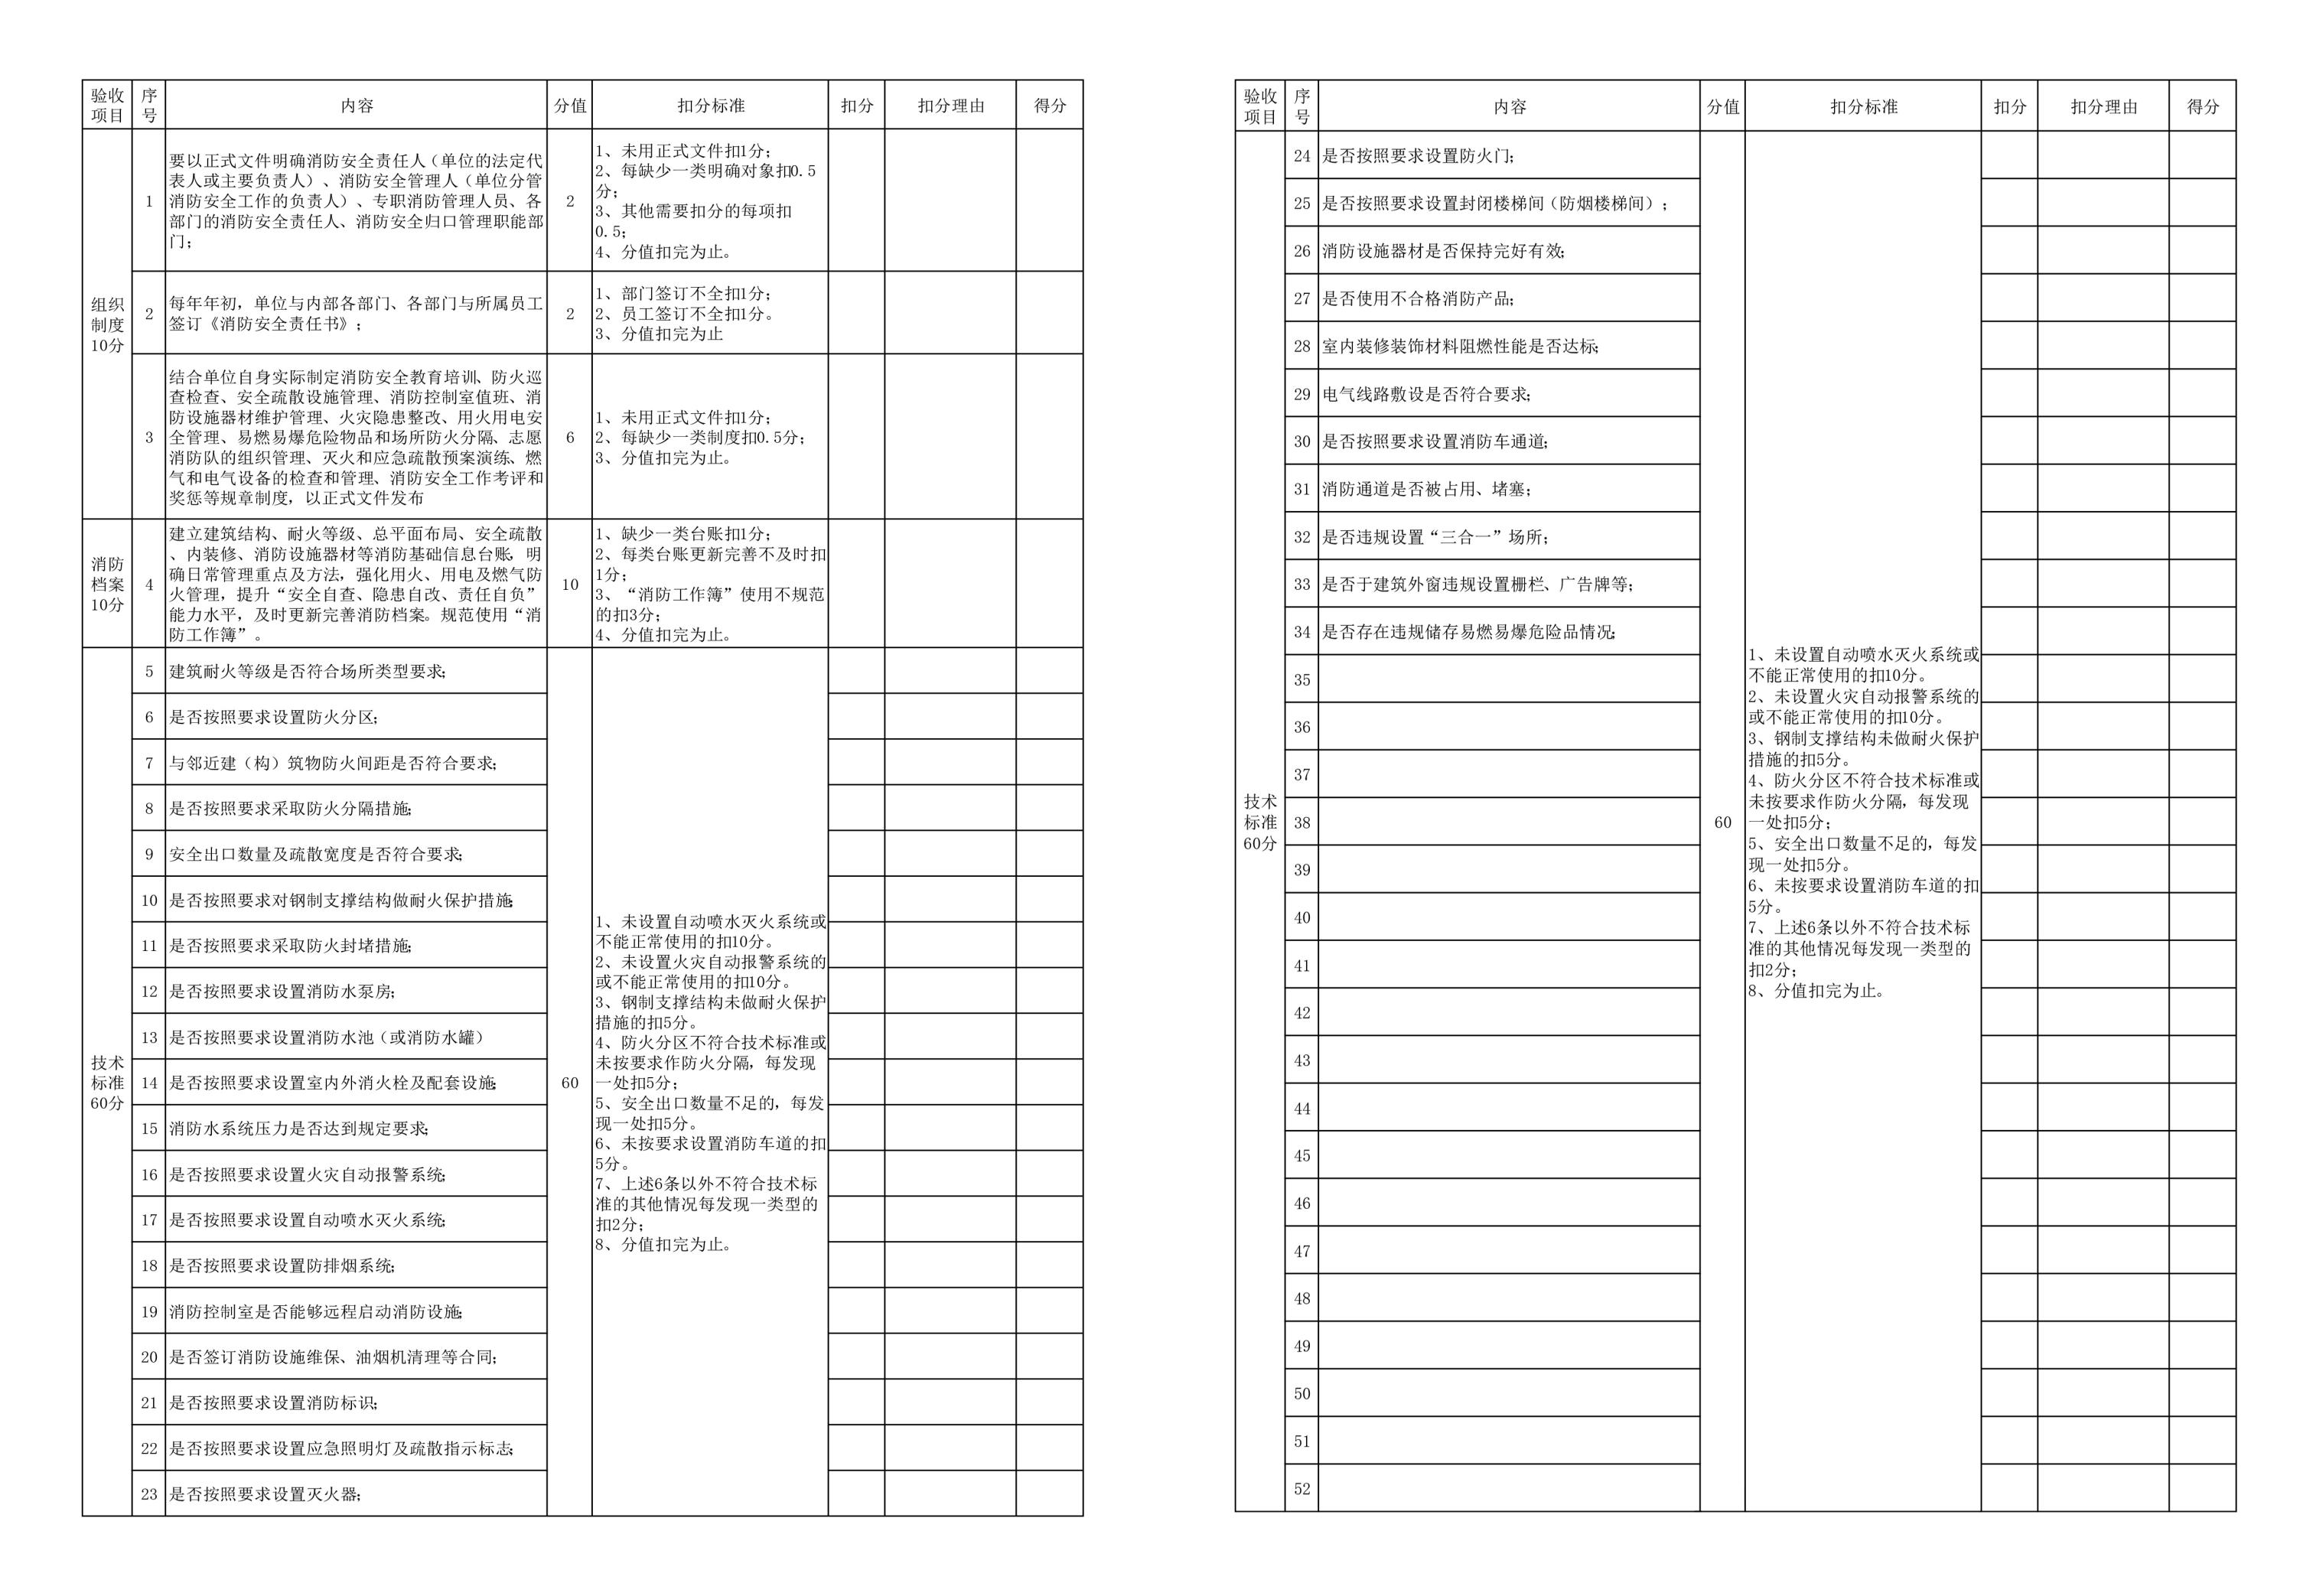 验收项目 序号 内容 分值 扣分标准 扣分 扣分理由 得分
组织
制度
10分
1
要以正式文件明确消防安全责任人（单位的法定代
表人或主要负责人）、消防安全管理人（单位分管
消防安全工作的负责人）、专职消防管理人员、各
部门的消防安全责任人、消防安全归口管理职能部
门；
2
1、未用正式文件扣1分；
2、每缺少一类明确对象扣0.5
分；
3、其他需要扣分的每项扣
0.5；
4、分值扣完为止。
2
每年年初，单位与内部各部门、各部门与所属员工
签订《消防安全责任书》；
2
1、部门签订不全扣1分；
2、员工签订不全扣1分。
3、分值扣完为止
3
结合单位自身实际制定消防安全教育培训、防火巡
查检查、安全疏散设施管理、消防控制室值班、消
防设施器材维护管理、火灾隐患整改、用火用电安
全管理、易燃易爆危险物品和场所防火分隔、志愿
消防队的组织管理、灭火和应急疏散预案演练、燃
气和电气设备的检查和管理、消防安全工作考评和
奖惩等规章制度，以正式文件发布
6
1、未用正式文件扣1分；
2、每缺少一类制度扣0.5分；
3、分值扣完为止。
消防
档案
10分
4
建立建筑结构、耐火等级、总平面布局、安全疏散
、内装修、消防设施器材等消防基础信息台账，明
确日常管理重点及方法，强化用火、用电及燃气防
火管理，提升“安全自查、隐患自改、责任自负”
能力水平，及时更新完善消防档案。规范使用“消
防工作簿”。
10
1、缺少一类台账扣1分；
2、每类台账更新完善不及时扣
1分；
3、“消防工作簿”使用不规范
的扣3分；
4、分值扣完为止。
技术
标准
60分
5 建筑耐火等级是否符合场所类型要求；
6 是否按照要求设置防火分区；
7 与邻近建（构）筑物防火间距是否符合要求；
8 是否按照要求采取防火分隔措施；
9 安全出口数量及疏散宽度是否符合要求；
10 是否按照要求对钢制支撑结构做耐火保护措施；
11 是否按照要求采取防火封堵措施；
12 是否按照要求设置消防水泵房；
13 是否按照要求设置消防水池（或消防水罐）
14 是否按照要求设置室内外消火栓及配套设施；
15 消防水系统压力是否达到规定要求；
16 是否按照要求设置火灾自动报警系统；
17 是否按照要求设置自动喷水灭火系统；
18 是否按照要求设置防排烟系统；
19 消防控制室是否能够远程启动消防设施；
20 是否签订消防设施维保、油烟机清理等合同；
21 是否按照要求设置消防标识；
22 是否按照要求设置应急照明灯及疏散指示标志；
23 是否按照要求设置灭火器；
60
1、未设置自动喷水灭火系统或
不能正常使用的扣10分。
2、未设置火灾自动报警系统的
或不能正常使用的扣10分。
3、钢制支撑结构未做耐火保护
措施的扣5分。
4、防火分区不符合技术标准或
未按要求作防火分隔，每发现
一处扣5分；
5、安全出口数量不足的，每发
现一处扣5分。
6、未按要求设置消防车道的扣
5分。
7、上述6条以外不符合技术标
准的其他情况每发现一类型的
扣2分；
8、分值扣完为止。
验收项目 序号 内容 分值 扣分标准 扣分 扣分理由 得分
技术
标准
60分
24 是否按照要求设置防火门；
25 是否按照要求设置封闭楼梯间（防烟楼梯间）；
26 消防设施器材是否保持完好有效；
27 是否使用不合格消防产品；
28 室内装修装饰材料阻燃性能是否达标；
29 电气线路敷设是否符合要求；
30 是否按照要求设置消防车通道；
31 消防通道是否被占用、堵塞；
32 是否违规设置“三合一”场所；
33 是否于建筑外窗违规设置栅栏、广告牌等；
34 是否存在违规储存易燃易爆危险品情况；
35
36
37
38
39
40
41
42
43
44
45
46
47
48
49
50
51
52
60
1、未设置自动喷水灭火系统或
不能正常使用的扣10分。
2、未设置火灾自动报警系统的
或不能正常使用的扣10分。
3、钢制支撑结构未做耐火保护
措施的扣5分。
4、防火分区不符合技术标准或
未按要求作防火分隔，每发现
一处扣5分；
5、安全出口数量不足的，每发
现一处扣5分。
6、未按要求设置消防车道的扣
5分。
7、上述6条以外不符合技术标
准的其他情况每发现一类型的
扣2分；
8、分值扣完为止。